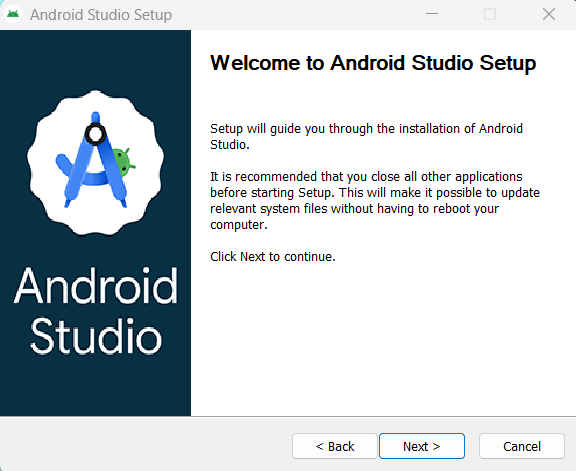 Android Studio Setup
Welcome to Android Studio Setup
Setup will guide you through the installation of Android
Studio.
It is recommended that you close all other applications
before starting Setup. This will make it possible to update
relevant system files without having to reboot your
computer.
Click Next to continue.
Android
Studio
< Back
Next >
Cancel